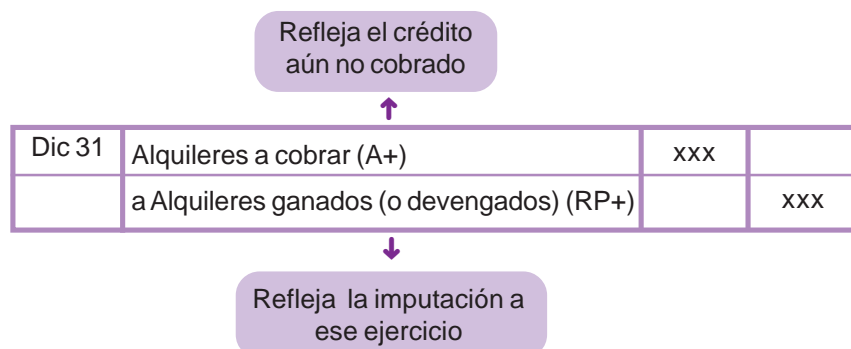 Refleja el crédito
aún no cobrado
Dic 31 Alquileres a cobrar (A+) xxx
a Alquileres ganados (o devengados) (RP+) xxx
Refleja la imputación a
ese ejercicio